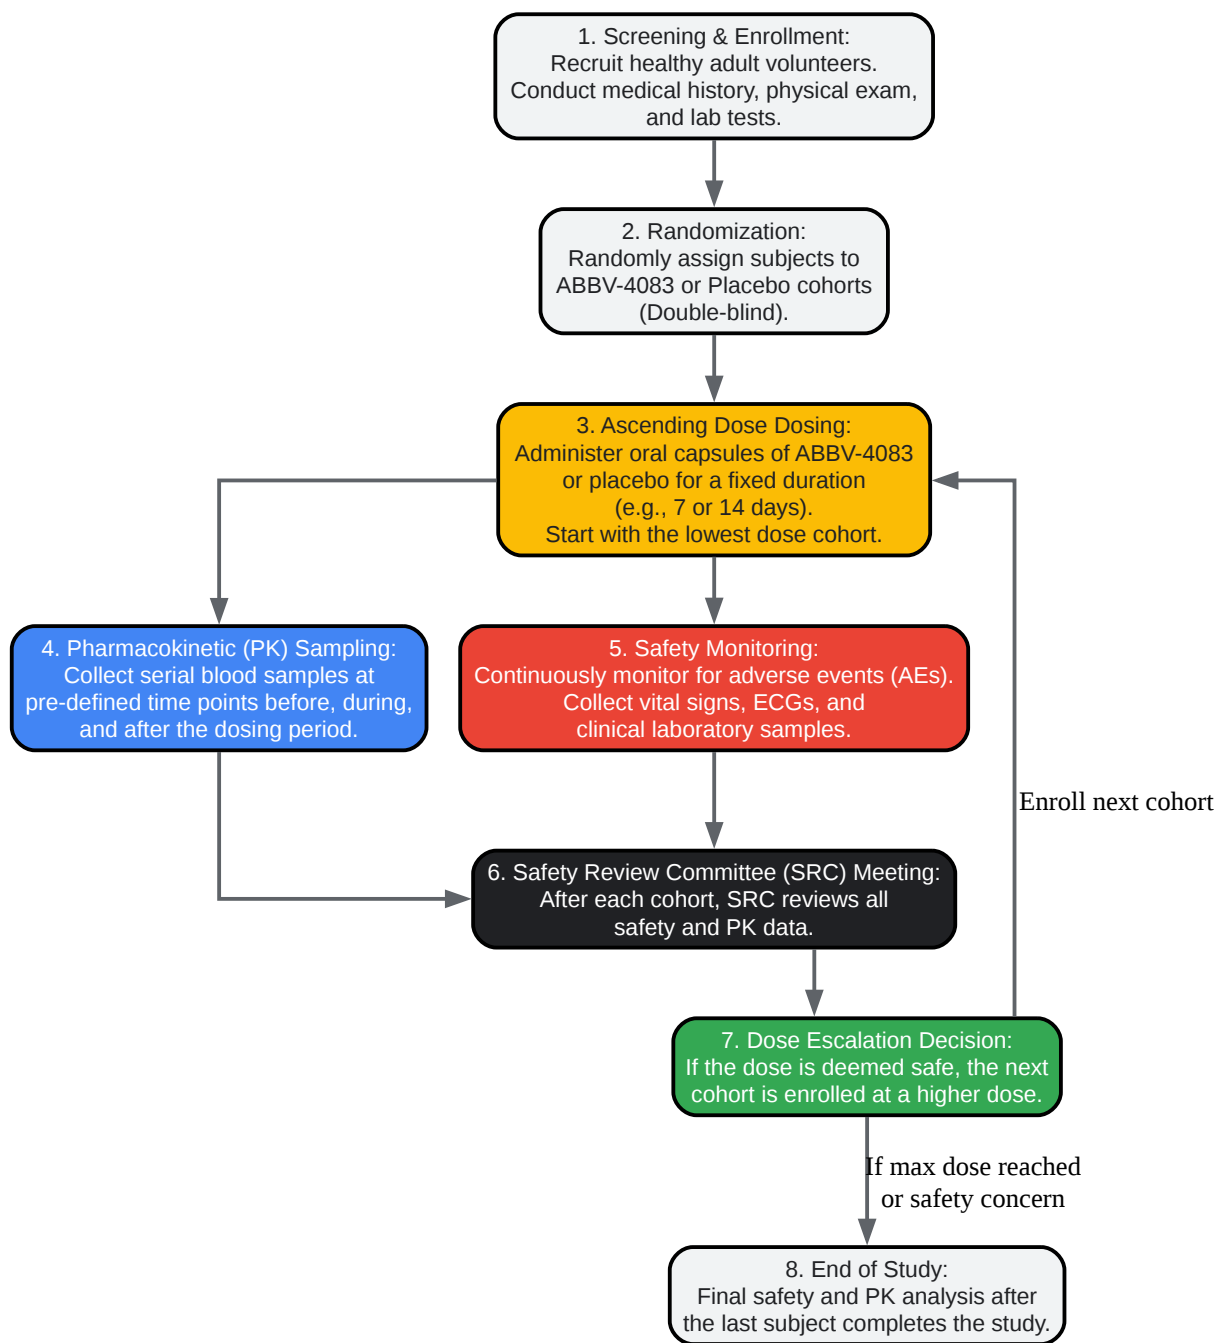 1. Screening & Enrollment:
Recruit healthy adult volunteers.
Conduct medical history, physical exam,
and lab tests.
2. Randomization:
Randomly assign subjects to
ABBV-4083 or Placebo cohorts
(Double-blind).
3. Ascending Dose Dosing:
Administer oral capsules of ABBV-4083
or placebo for a fixed duration
(e.g., 7 or 14 days).
Start with the lowest dose cohort.
4. Pharmacokinetic (PK) Sampling:
Collect serial blood samples at
pre-defined time points before, during,
and after the dosing period.
5. Safety Monitoring:
Continuously monitor for adverse events (AEs).
Collect vital signs, ECGs, and
clinical laboratory samples.
Enroll next cohort
6. Safety Review Committee (SRC) Meeting:
After each cohort, SRC reviews all
safety and PK data.
7. Dose Escalation Decision:
If the dose is deemed safe, the next
cohort is enrolled at a higher dose.
If max dose reached
or safety concern
8. End of Study:
Final safety and PK analysis after
the last subject completes the study.